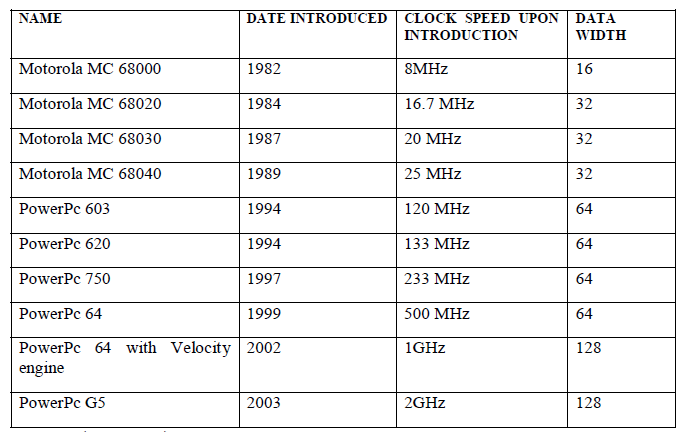 NAME DATE INTRODUCED CLOCK SPEED UPON INTRODUCTION DATA WIDTH
Motorola MC 68000 1982 8MHz 16
Motorola MC 68020 1984 16.7 MHz 32
Motorola MC 68030 1987 20 MHz 32
Motorola MC 68040 1989 25 MHz 32
PowerPc 603 1994 120 MHz 64
PowerPc 620 1994 133 MHz 64
PowerPc 750 1997 233 MHz 64
PowerPc 64 1999 500 MHz 64
PowerPc 64 with Velocity engine 2002 1GHz 128
PowerPc G5 2003 2GHz 128